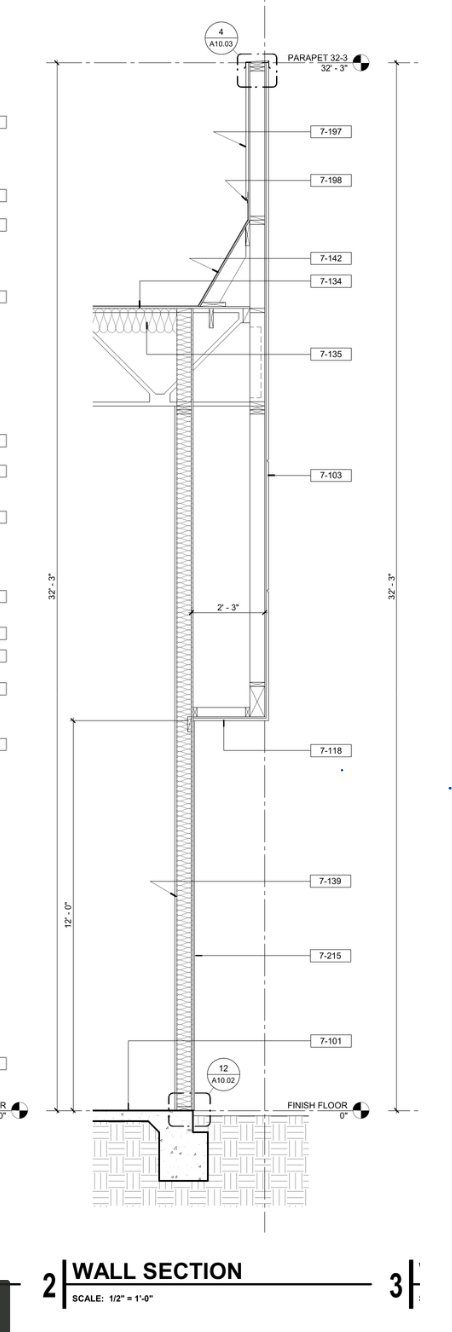 4
A10.03
PARAPET 32-3
32' - 3"
7-197
7-198
7-142
7-134
7-135
7-103
32' - 3"
32' - 3"
2' - 3"
7-118
12' - 0"
7-139
7-215
7-101
12
A10.02
R
0"
FINISH FLOOR
0"
2
WALL SECTION
SCALE: 1/2" = 1'-0"
3